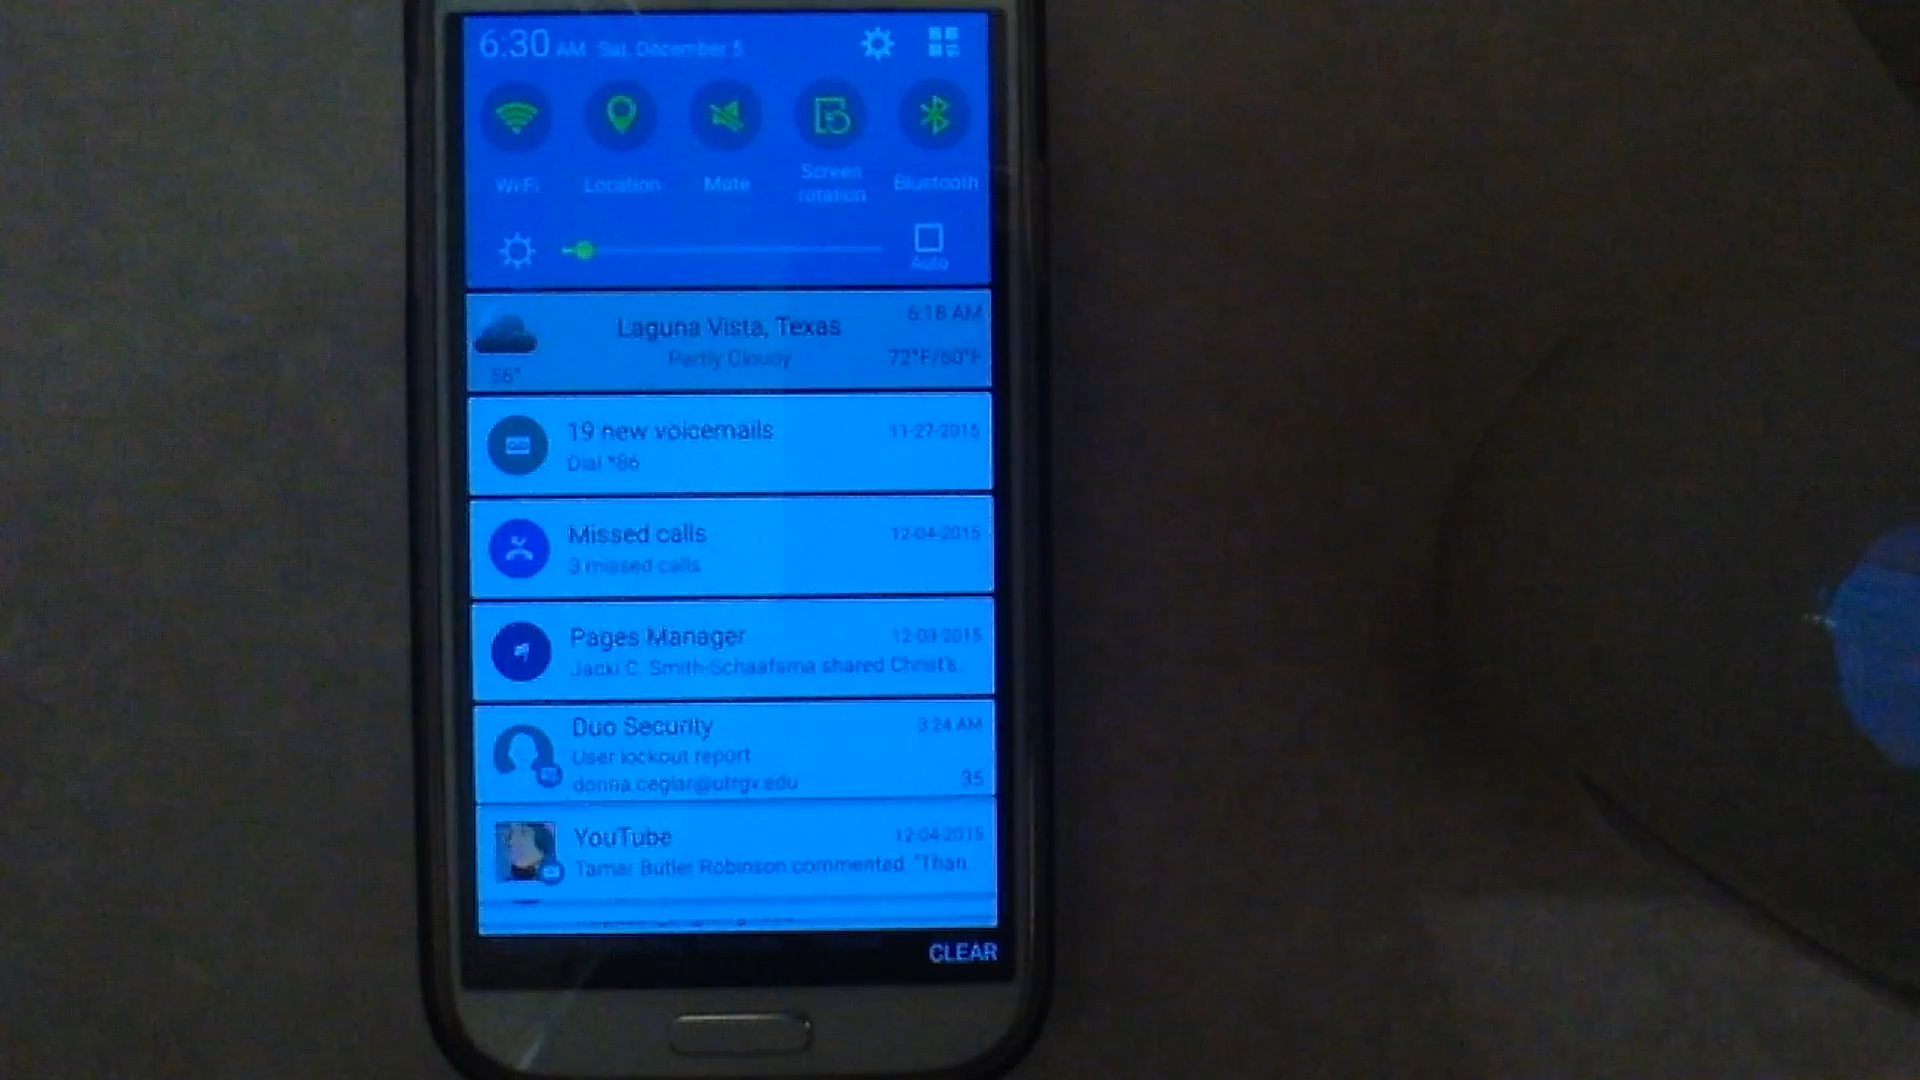 6:30 AM Sat, December 5
Wi-Fi
Location
Mute
Screen
rotation
Bluetooth
Auto
Laguna Vista, Texas
6:18 AM
Partly Cloudy
72°F/60°F
56°
19 new voicemails
11-27-2015
Dial *86
Missed calls
12-04-2015
3 missed calls
Pages Manager
12-03-2015
Jacki C. Smith-Schaafsma shared Christ's
Duo Security
3:24 AM
User lockout report
donna.ceglar@utrgv.edu
35
YouTube
12-04-2015
Tamar Butler Robinson commented: "Than...
CLEAR